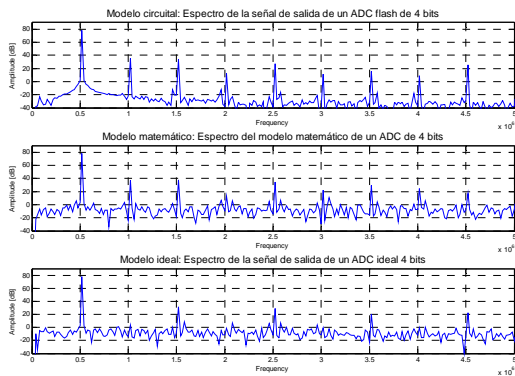 Modelo circuital: Espectro de la señal de salida de un ADC flash de 4 bits
Amplitude [dB]
80
60
40
20
0
-20
-40
0 0.5 1 1.5 2 2.5 3 3.5 4 4.5 5
Frequency
x 10^6
Modelo matemático: Espectro del modelo matemático de un ADC de 4 bits
Amplitude [dB]
80
60
40
20
0
-20
-40
0 0.5 1 1.5 2 2.5 3 3.5 4 4.5 5
Frequency
x 10^6
Modelo ideal: Espectro de la señal de salida de un ADC ideal 4 bits
Amplitude [dB]
80
60
40
20
0
-20
-40
0 0.5 1 1.5 2 2.5 3 3.5 4 4.5 5
Frequency
x 10^6